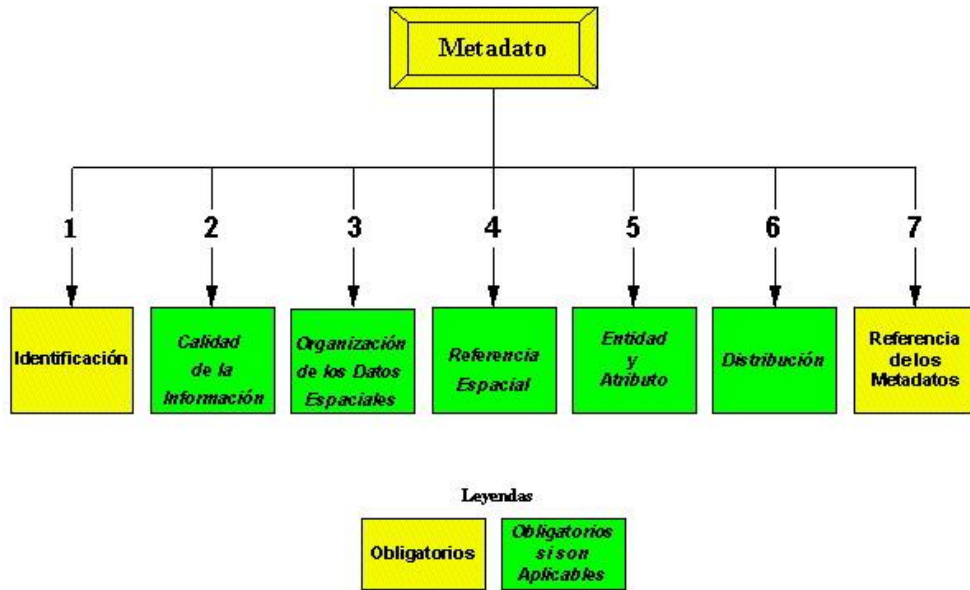 Metadato
1 2 3 4 5 6 7
Identificación
Calidad
de la
Información
Organización
de los Datos
Espaciales
Referencia
Espacial
Entidad
y
Atributo
Distribución
Referencia
de los
Metadatos
Leyendas
Obligatorios
Obligatorios
si son
Aplicables